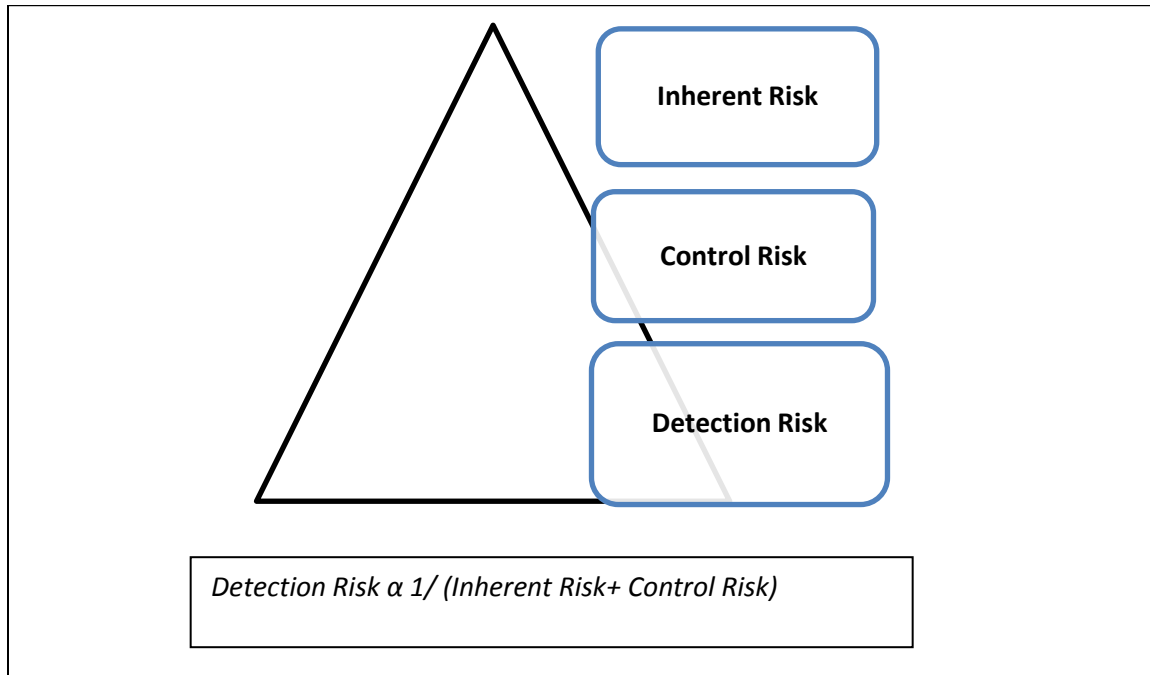 Inherent Risk
Control Risk
Detection Risk
Detection Risk α 1/ (Inherent Risk+ Control Risk)